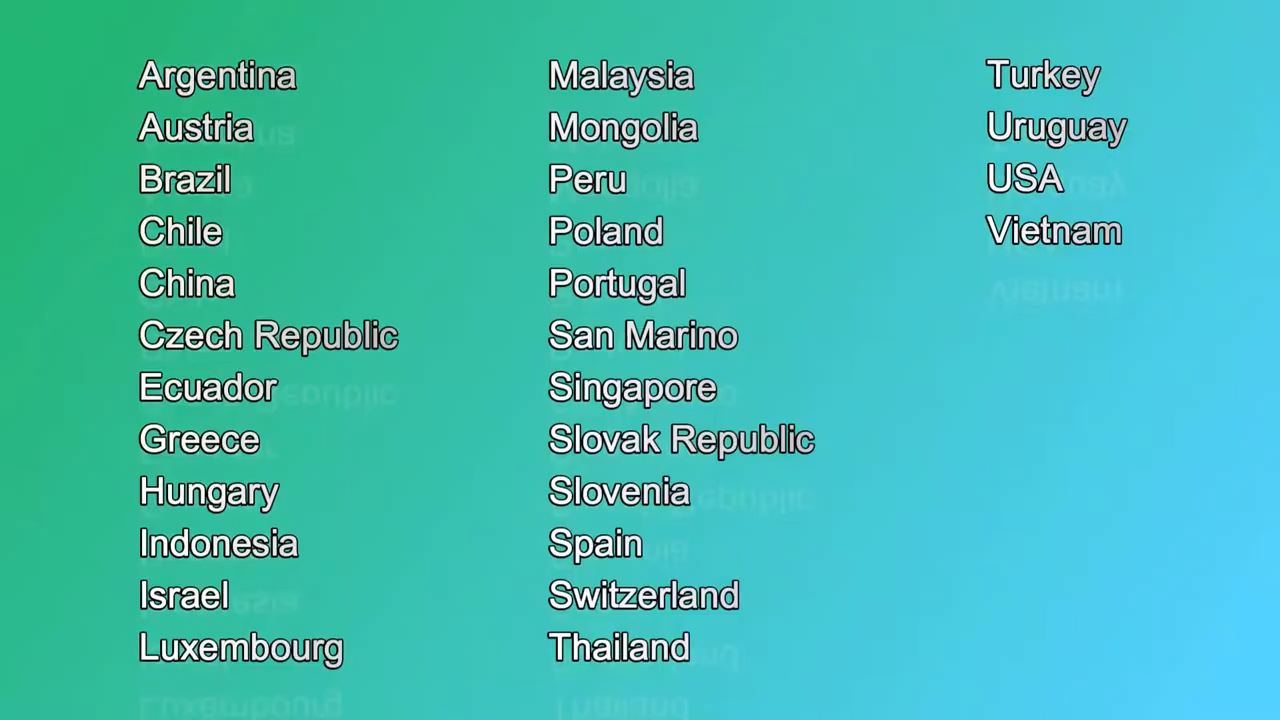 Argentina
Austria
Brazil
Chile
China
Czech Republic
Ecuador
Greece
Hungary
Indonesia
Israel
Luxembourg
Malaysia
Mongolia
Peru
Poland
Portugal
San Marino
Singapore
Slovak Republic
Slovenia
Spain
Switzerland
Thailand
Turkey
Uruguay
USA
Vietnam